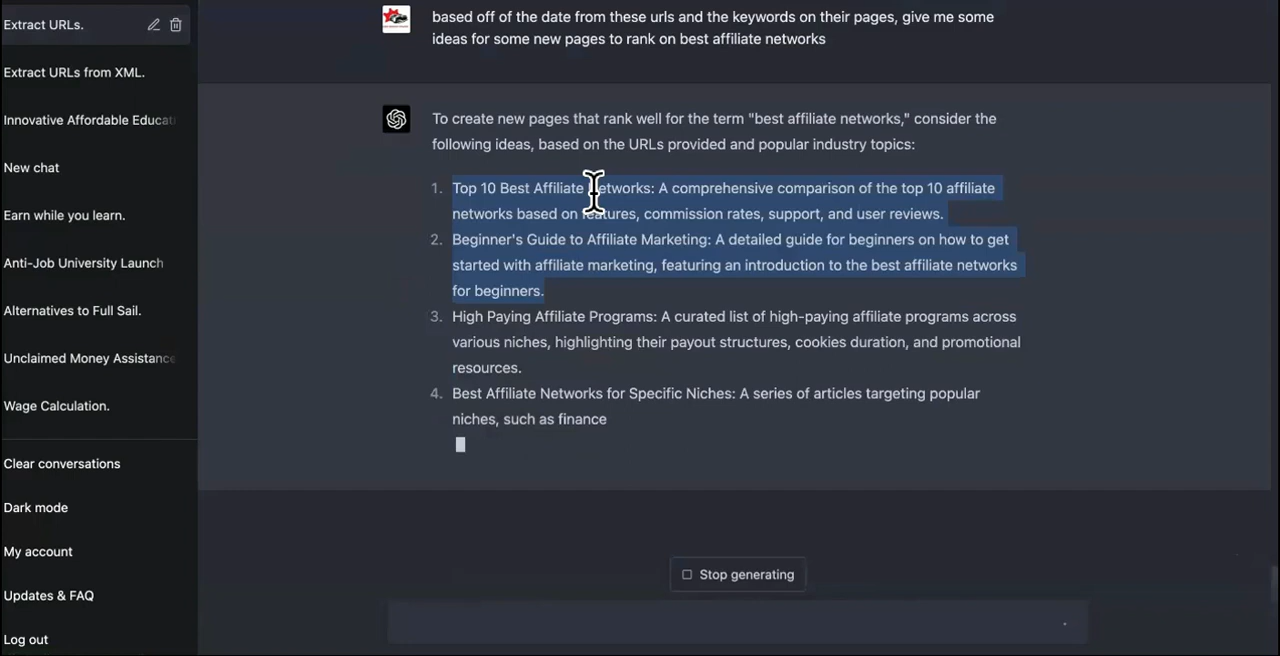 Extract URLs.
Extract URLs from XML.
Innovative Affordable Educat
New chat
Earn while you learn.
Anti-Job University Launch
Alternatives to Full Sail.
Unclaimed Money Assistance
Wage Calculation.
Clear conversations
Dark mode
My account
Updates & FAQ
Log out
based off of the date from these urls and the keywords on their pages, give me some
ideas for some new pages to rank on best affiliate networks
To create new pages that rank well for the term "best affiliate networks," consider the
following ideas, based on the URLs provided and popular industry topics:
1. Top 10 Best Affiliate Networks: A comprehensive comparison of the top 10 affiliate
networks based on features, commission rates, support, and user reviews.
2. Beginner's Guide to Affiliate Marketing: A detailed guide for beginners on how to get
started with affiliate marketing, featuring an introduction to the best affiliate networks
for beginners.
3. High Paying Affiliate Programs: A curated list of high-paying affiliate programs across
various niches, highlighting their payout structures, cookies duration, and promotional
resources.
4. Best Affiliate Networks for Specific Niches: A series of articles targeting popular
niches, such as finance
Stop generating